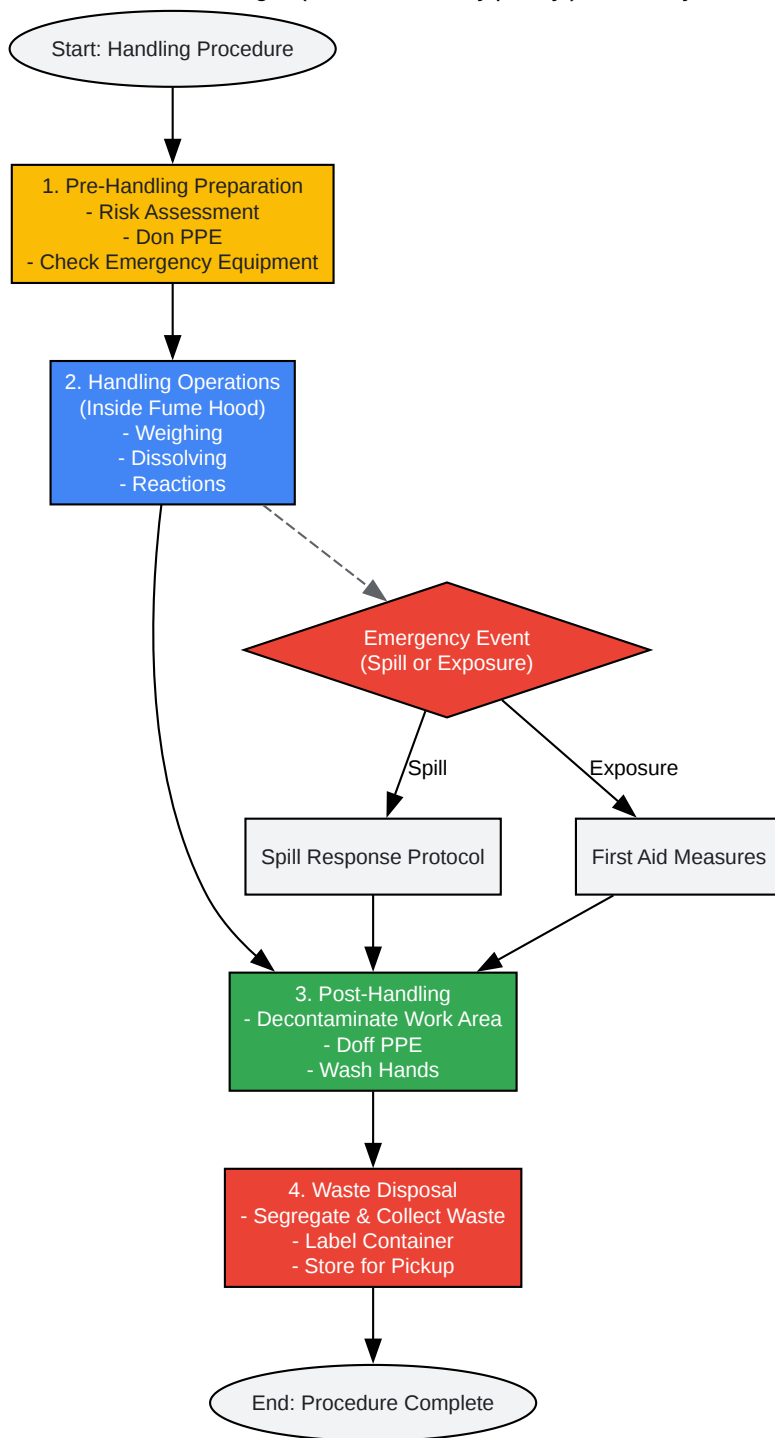 Start: Handling Procedure
1. Pre-Handling Preparation
- Risk Assessment
- Don PPE
- Check Emergency Equipment
2. Handling Operations
(Inside Fume Hood)
- Weighing
- Dissolving
- Reactions
Emergency Event
(Spill or Exposure)
Spill
Exposure
Spill Response Protocol
First Aid Measures
3. Post-Handling
- Decontaminate Work Area
- Doff PPE
- Wash Hands
4. Waste Disposal
- Segregate & Collect Waste
- Label Container
- Store for Pickup
End: Procedure Complete